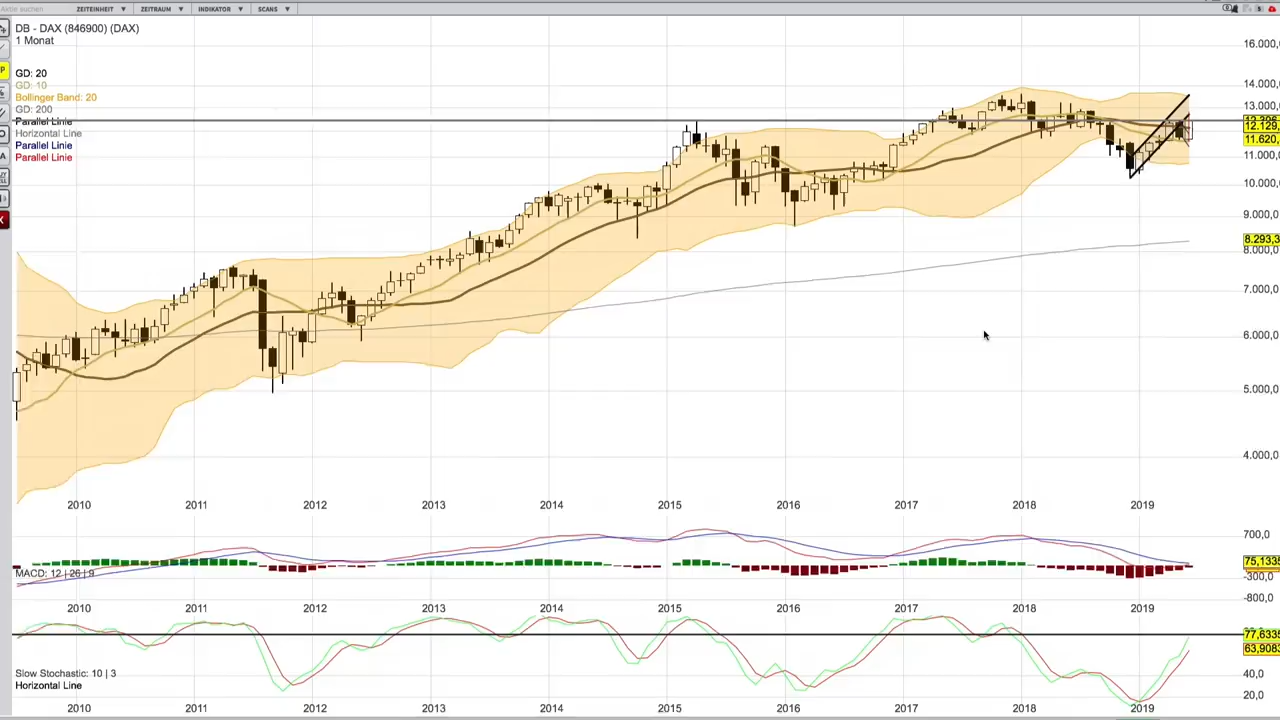 Aktie suchen ZEITEINHEIT ▼ ZEITRAUM ▼ INDIKATOR ▼ SCANS ▼
DB - DAX (846900) (DAX)
1 Monat
GD: 20
GD: 10
Bollinger Band: 20
GD: 200
Parallel Linie
Horizontal Line
Parallel Linie
Parallel Linie
16.000,0
14.000,0
13.000,0
12.129,
11.620,
11.000,0
10.000,0
9.000,0
8.293,3
8.000,0
7.000,0
6.000,0
5.000,0
4.000,0
2010 2011 2012 2013 2014 2015 2016 2017 2018 2019
700,0
75,1335
-300,0
-800,0
MACD: 12 | 26 | 9
2010 2011 2012 2013 2014 2015 2016 2017 2018 2019
77,6335
63,9083
40,0
20,0
Slow Stochastic: 10 | 3
Horizontal Line
2010 2011 2012 2013 2014 2015 2016 2017 2018 2019